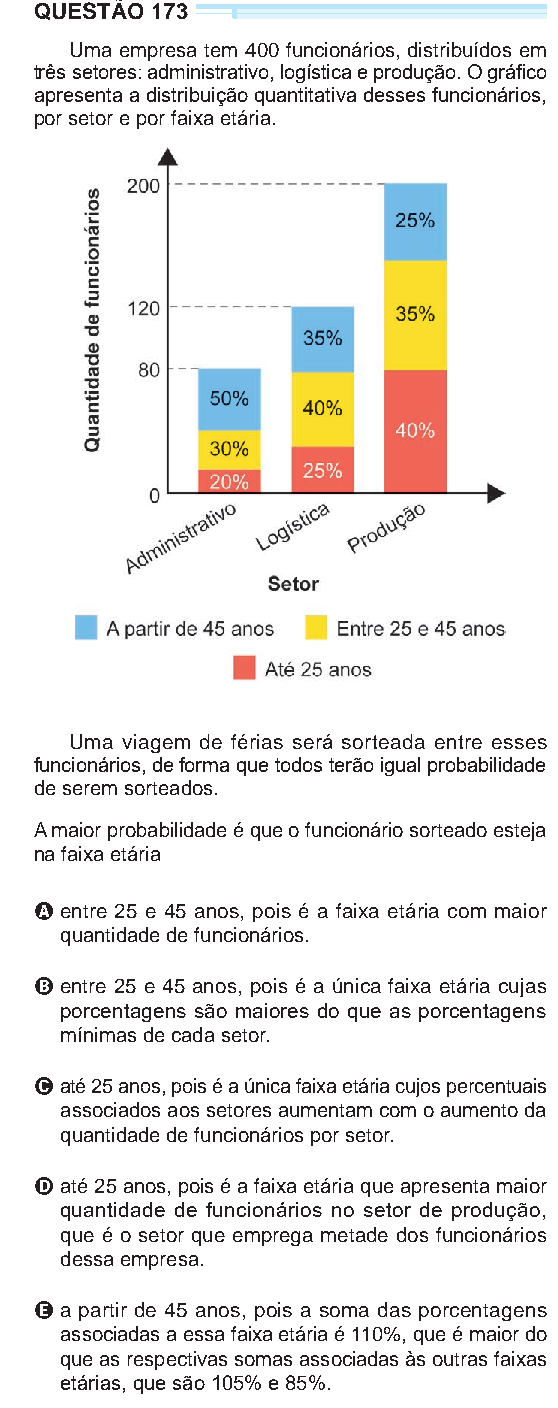 QUESTÃO 173
Uma empresa tem 400 funcionários, distribuídos em
três setores: administrativo, logística e produção. O gráfico
apresenta a distribuição quantitativa desses funcionários,
por setor e por faixa etária.
Quantidade de funcionários
200
120
80
0
50%
30%
20%
35%
40%
25%
25%
35%
40%
Administrativo
Logística
Produção
Setor
A partir de 45 anos
Entre 25 e 45 anos
Até 25 anos
Uma viagem de férias será sorteada entre esses
funcionários, de forma que todos terão igual probabilidade
de serem sorteados.
A maior probabilidade é que o funcionário sorteado esteja
na faixa etária
A entre 25 e 45 anos, pois é a faixa etária com maior
quantidade de funcionários.
B entre 25 e 45 anos, pois é a única faixa etária cujas
porcentagens são maiores do que as porcentagens
mínimas de cada setor.
C até 25 anos, pois é a única faixa etária cujos percentuais
associados aos setores aumentam com o aumento da
quantidade de funcionários por setor.
D até 25 anos, pois é a faixa etária que apresenta maior
quantidade de funcionários no setor de produção,
que é o setor que emprega metade dos funcionários
dessa empresa.
E a partir de 45 anos, pois a soma das porcentagens
associadas a essa faixa etária é 110%, que é maior do
que as respectivas somas associadas às outras faixas
etárias, que são 105% e 85%.